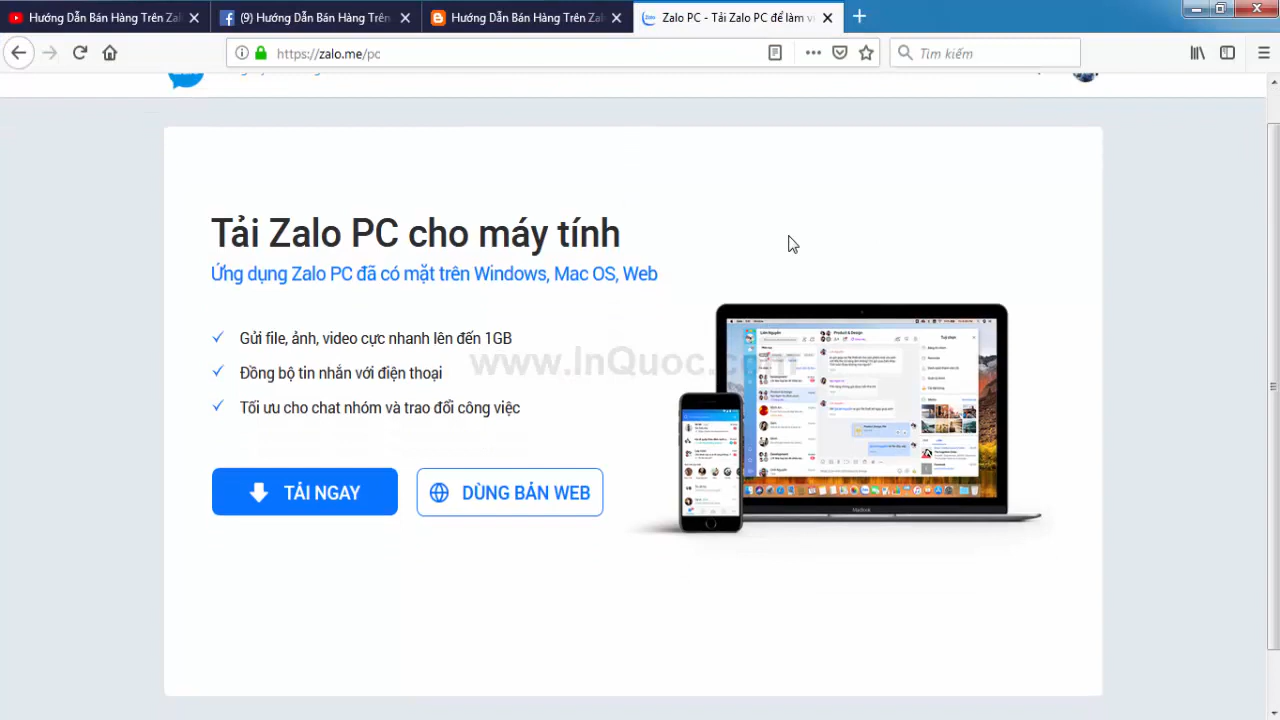 Hướng Dẫn Bán Hàng Trên Zal
(9) Hướng Dẫn Bán Hàng Trên
Hướng Dẫn Bán Hàng Trên Zal
Zalo PC - Tải Zalo PC để làm vi
https://zalo.me/pc
Tìm kiếm
Tải Zalo PC cho máy tính
Ứng dụng Zalo PC đã có mặt trên Windows, Mac OS, Web
Gửi file, ảnh, video cực nhanh lên đến 1GB
www.InQuoc.com
Đồng bộ tin nhắn với điện thoại
Tối ưu cho chat nhóm và trao đổi công việc
TẢI NGAY
DÙNG BẢN WEB
MacBook